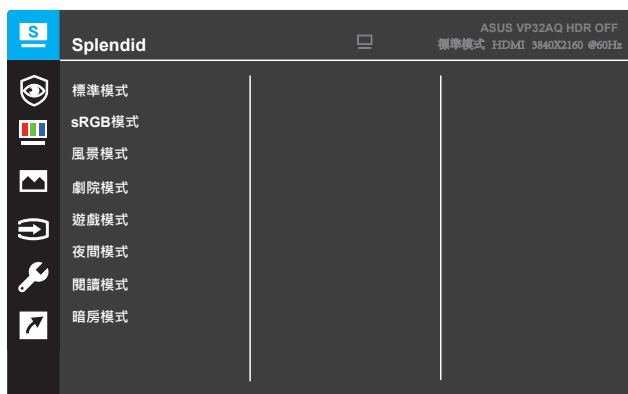 S
Splendid
ASUS VP32AQ HDR OFF
標準模式 HDMI 3840X2160 @60Hz
標準模式
sRGB模式
風景模式
劇院模式
遊戲模式
夜間模式
閱讀模式
暗房模式